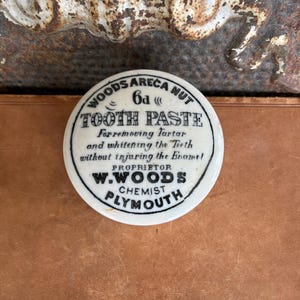 WOODS ARECA NUT
6d
TOOTH PASTE
For removing Tartar
and whitening the Teeth
without injuring the Enamel
PROPRIETOR
W. WOODS
CHEMIST
PLYMOUTH